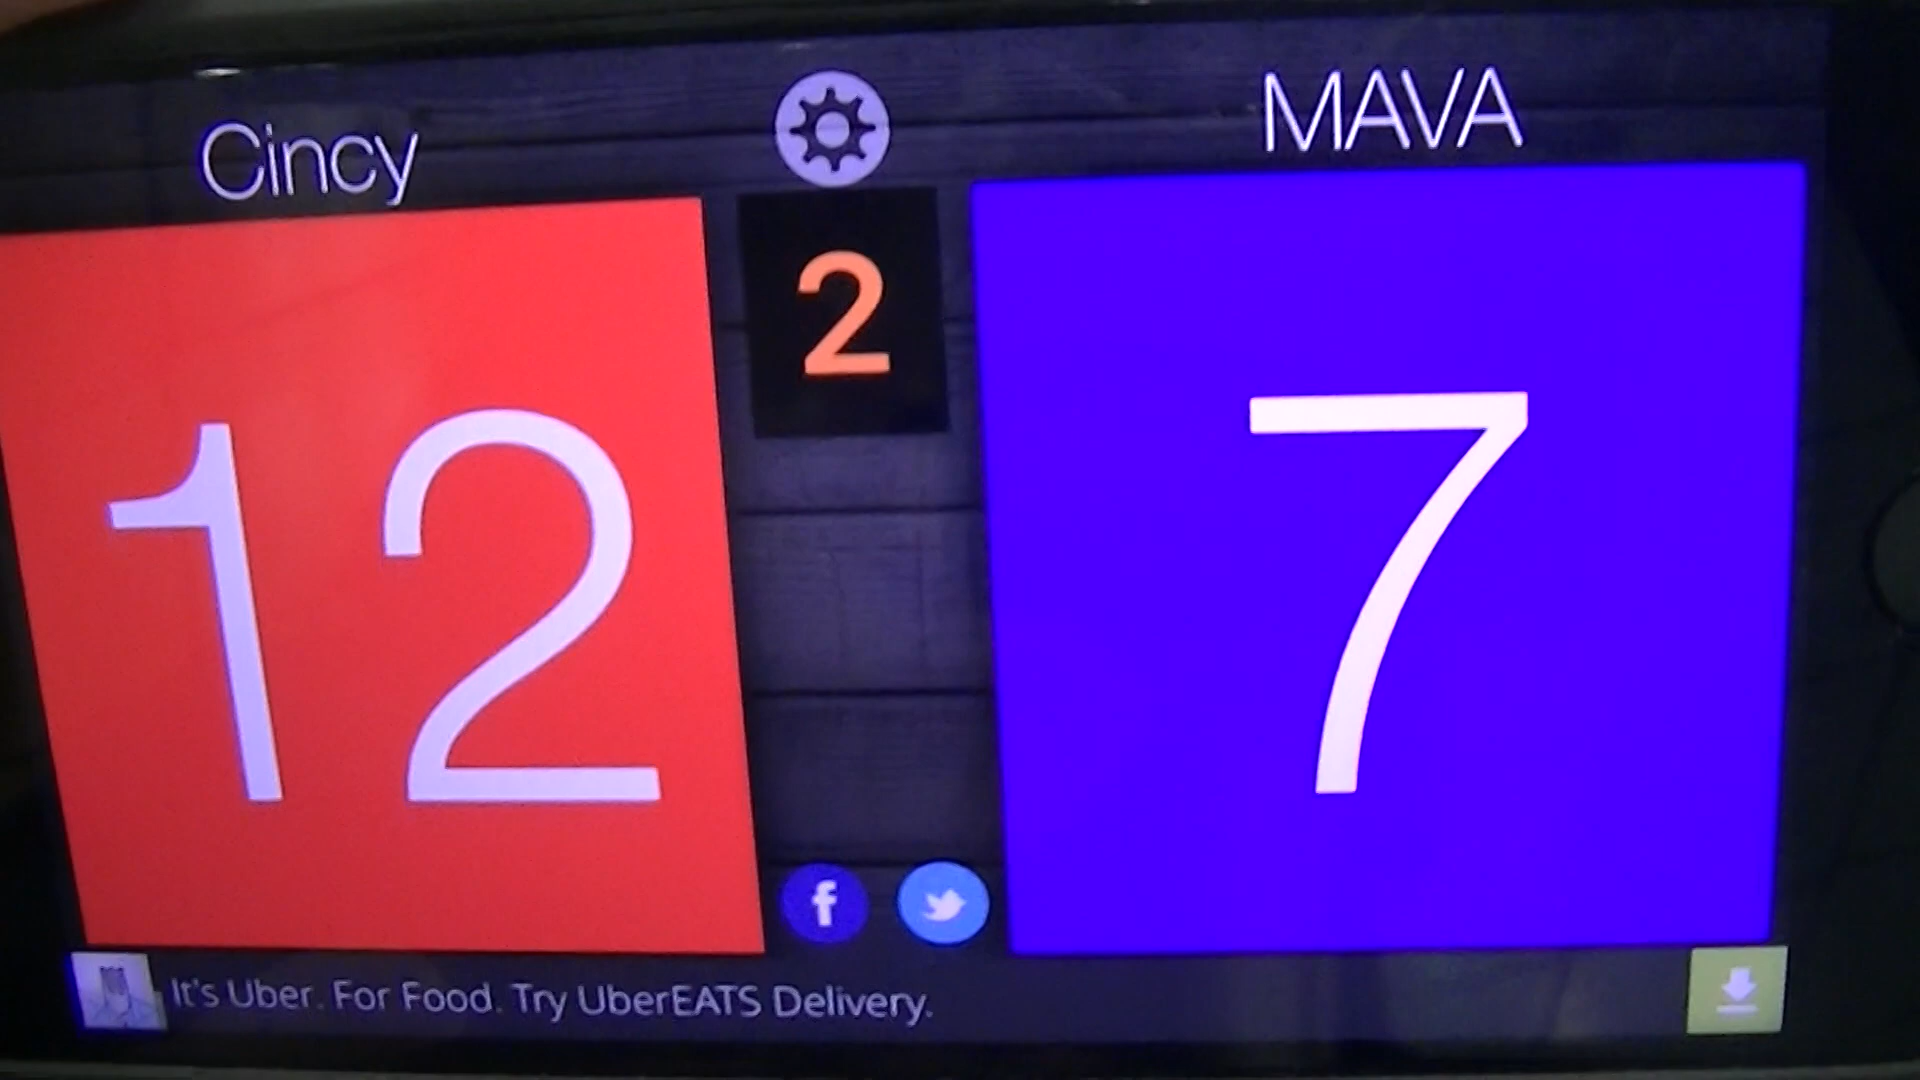 Cincy
MAVA
2
12
7
f
It's Uber. For Food. Try UberEATS Delivery.